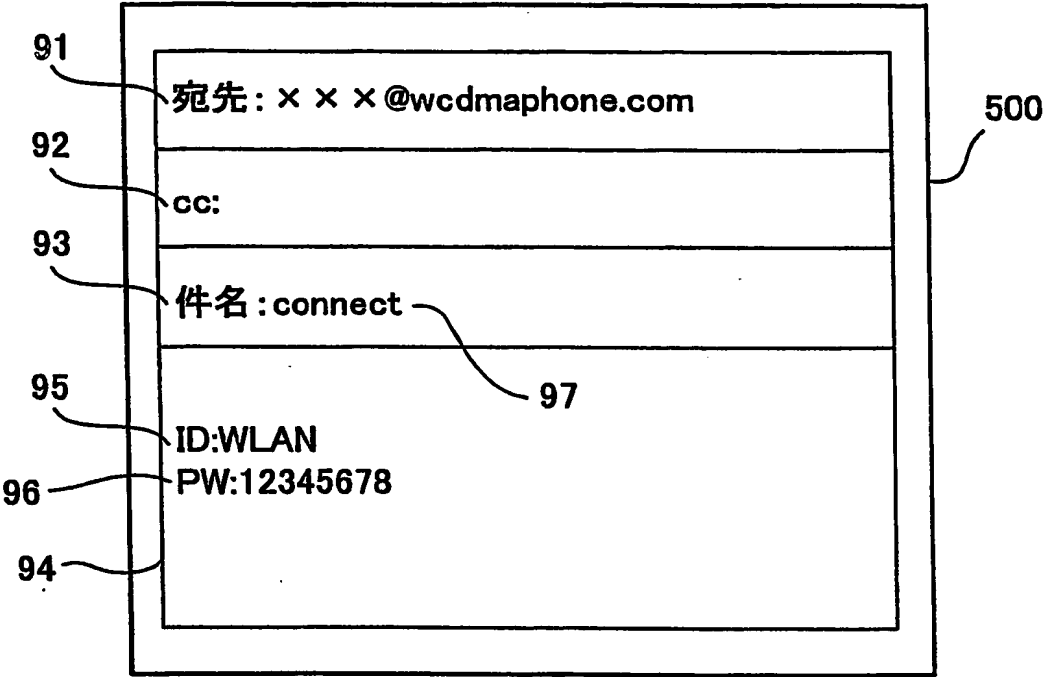 91
宛先: × × ×@wcdmaphone.com
500
92
cc:
93
件名:connect
97
95
ID:WLAN
PW:12345678
96
94